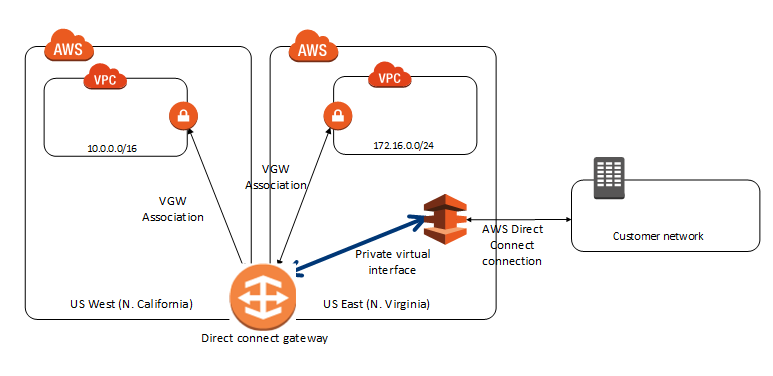 AWS
AWS
VPC
VPC
10.0.0.0/16
172.16.0.0/24
VGW
Association
VGW
Association
Private virtual
interface
AWS Direct
Connect
connection
Customer network
US West (N. California)
US East (N. Virginia)
Direct connect gateway